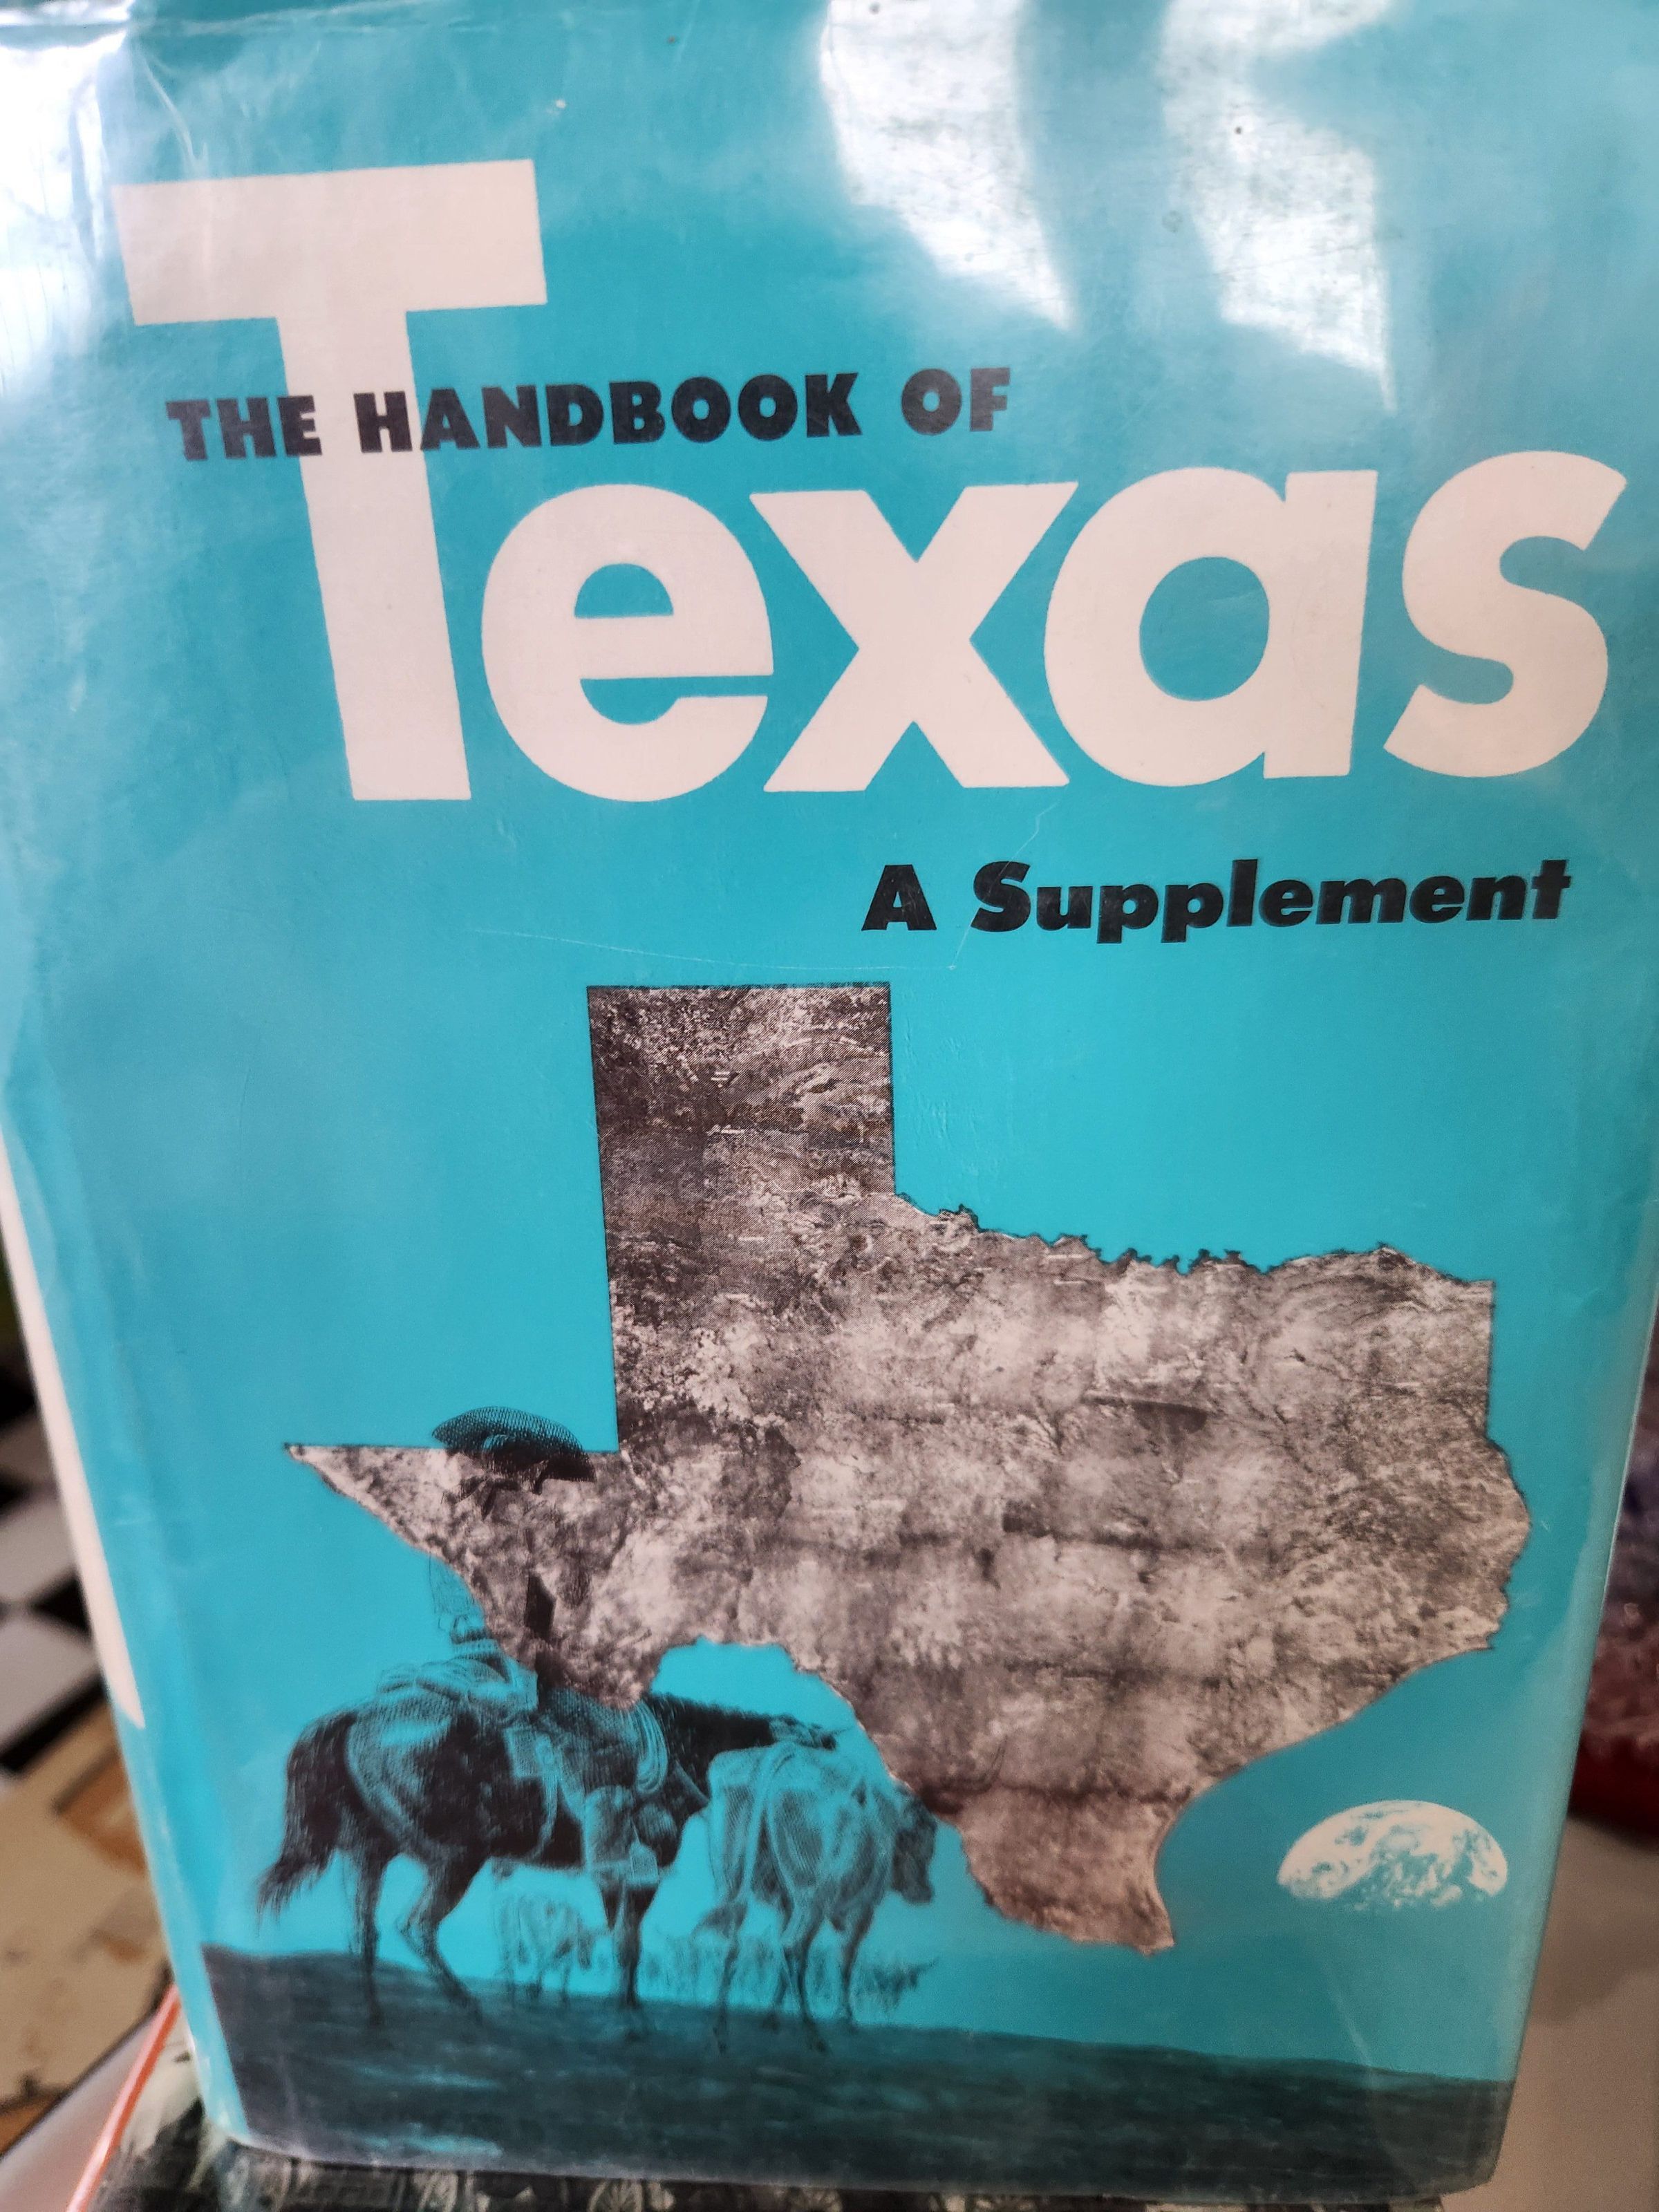 THE HANDBOOK OF
Texas
A Supplement